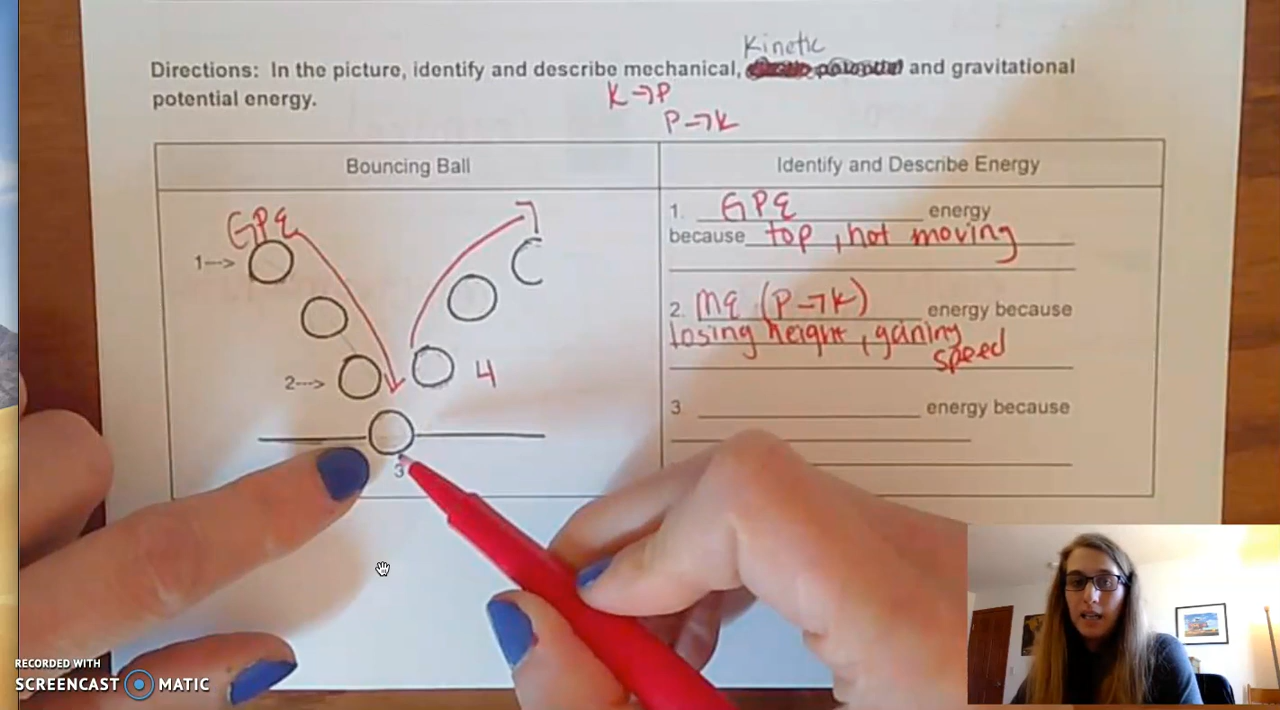 Kinetic
Directions: In the picture, identify and describe mechanical, and gravitational
potential energy.
K→P
P→K
Bouncing Ball
Identify and Describe Energy
GPE
1--->
2--->
4
3
1. GPE energy
because top, not moving
2. ME (P→K) energy because
losing height, gaining
speed
3. energy because
RECORDED WITH
SCREENCAST MATIC